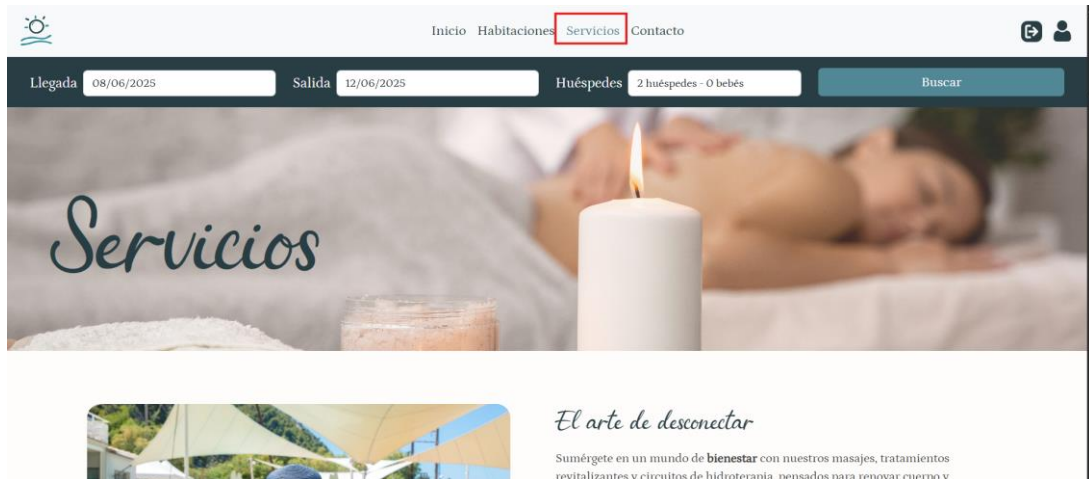 Inicio Habitaciones Servicios Contacto
Llegada 08/06/2025 Salida 12/06/2025 Huéspedes 2 huéspedes - 0 bebés Buscar
Servicios
El arte de desconectar
Sumérgete en un mundo de bienestar con nuestros masajes, tratamientos
revitalizantes y circuitos de hidroterapia, pensados para renovar cuerpo y